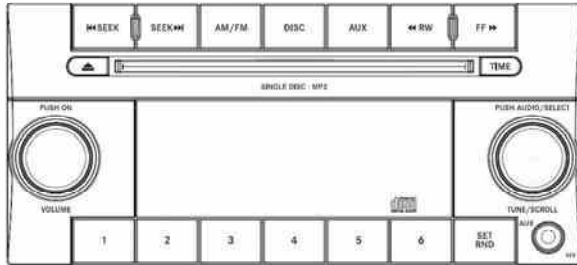 SEEK
SEEK
AM/FM
DISC
AUX
RW
FF
TIME
SINGLE DISC - MP3
PUSH ON
PUSH AUDIO/SELECT
VOLUME
TUNE/SCROLL
AUX
1
2
3
4
5
6
SET
RND